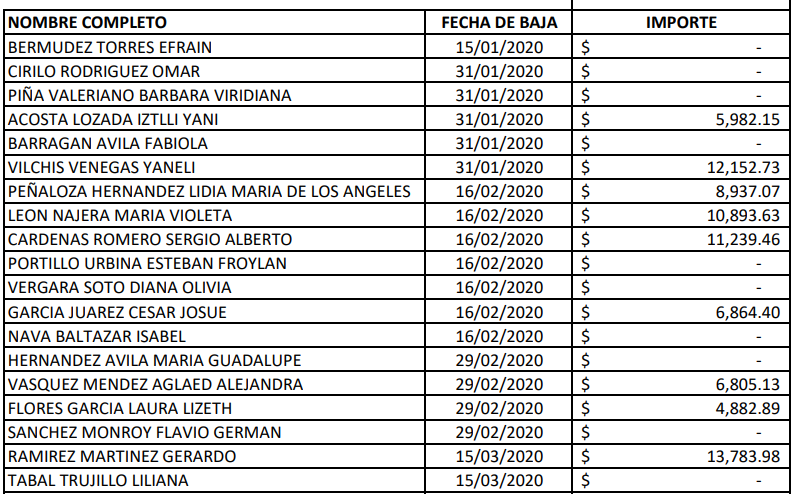 NOMBRE COMPLETO FECHA DE BAJA IMPORTE
BERMUDEZ TORRES EFRAIN 15/01/2020 $ -
CIRILO RODRIGUEZ OMAR 31/01/2020 $ -
PIÑA VALERIANO BARBARA VIRIDIANA 31/01/2020 $ -
ACOSTA LOZADA IZTLLI YANI 31/01/2020 $ 5,982.15
BARRAGAN AVILA FABIOLA 31/01/2020 $ -
VILCHIS VENEGAS YANELI 31/01/2020 $ 12,152.73
PEÑALOZA HERNANDEZ LIDIA MARIA DE LOS ANGELES 16/02/2020 $ 8,937.07
LEON NAJERA MARIA VIOLETA 16/02/2020 $ 10,893.63
CARDENAS ROMERO SERGIO ALBERTO 16/02/2020 $ 11,239.46
PORTILLO URBINA ESTEBAN FROYLAN 16/02/2020 $ -
VERGARA SOTO DIANA OLIVIA 16/02/2020 $ -
GARCIA JUAREZ CESAR JOSUE 16/02/2020 $ 6,864.40
NAVA BALTAZAR ISABEL 16/02/2020 $ -
HERNANDEZ AVILA MARIA GUADALUPE 29/02/2020 $ -
VASQUEZ MENDEZ AGLAED ALEJANDRA 29/02/2020 $ 6,805.13
FLORES GARCIA LAURA LIZETH 29/02/2020 $ 4,882.89
SANCHEZ MONROY FLAVIO GERMAN 29/02/2020 $ -
RAMIREZ MARTINEZ GERARDO 15/03/2020 $ 13,783.98
TABAL TRUJILLO LILIANA 15/03/2020 $ -